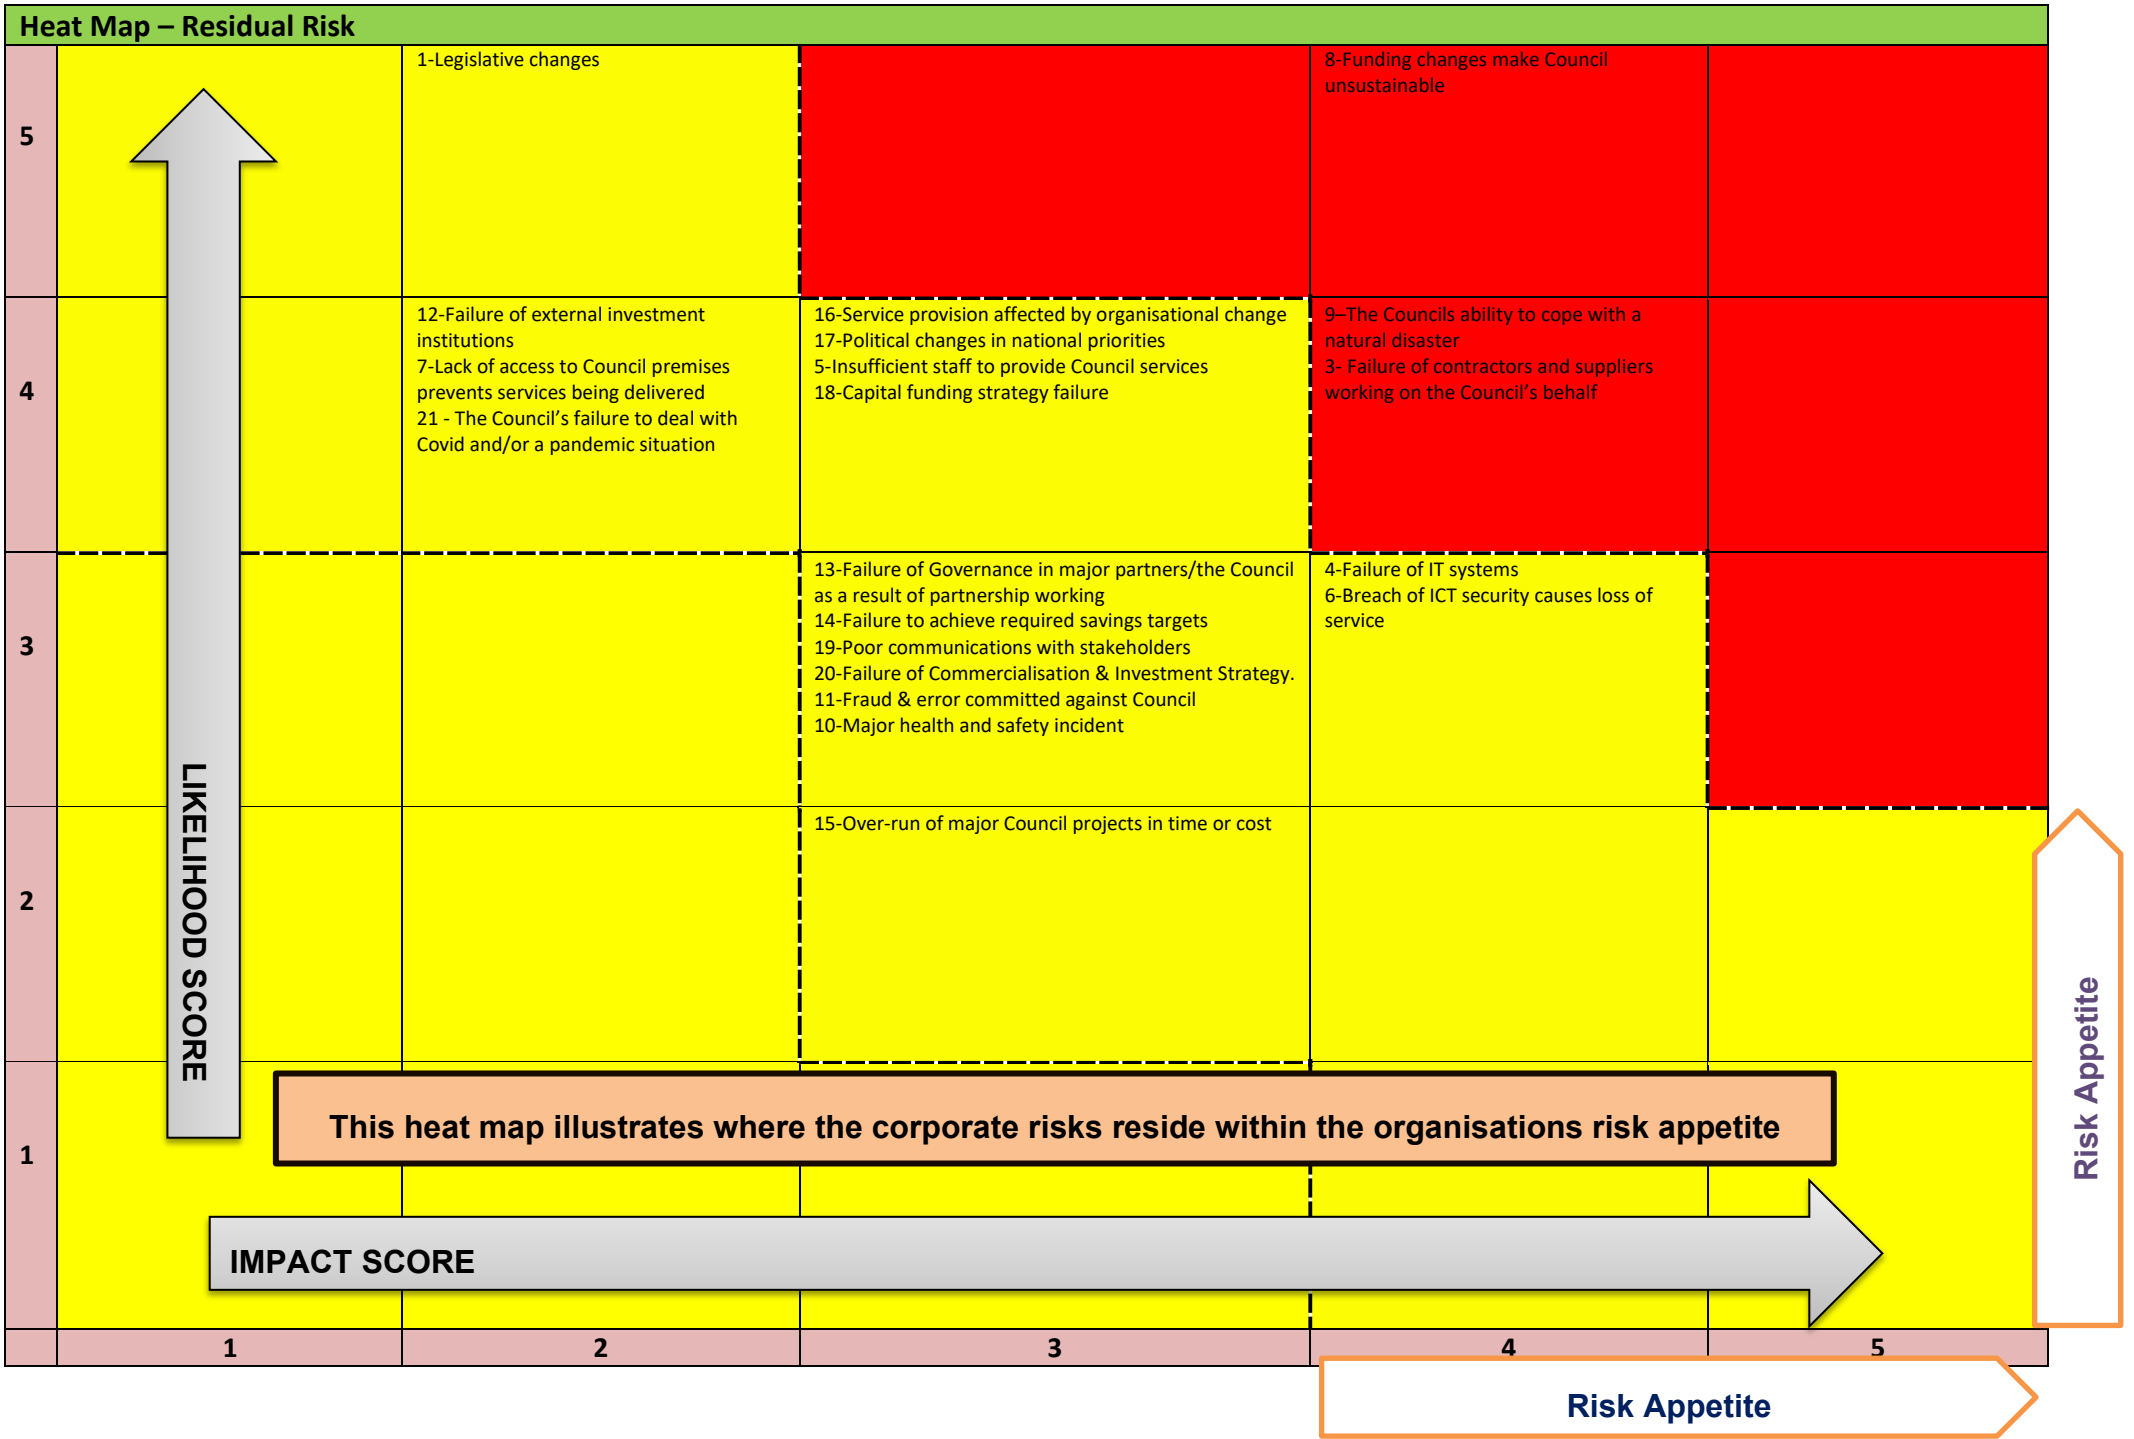 Heat Map – Residual Risk
5
1-Legislative changes
8-Funding changes make Council
unsustainable
4
12-Failure of external investment
institutions
7-Lack of access to Council premises
prevents services being delivered
21 - The Council’s failure to deal with
Covid and/or a pandemic situation
16-Service provision affected by organisational change
17-Political changes in national priorities
5-Insufficient staff to provide Council services
18-Capital funding strategy failure
9–The Councils ability to cope with a
natural disaster
3- Failure of contractors and suppliers
working on the Council’s behalf
3
13-Failure of Governance in major partners/the Council
as a result of partnership working
14-Failure to achieve required savings targets
19-Poor communications with stakeholders
20-Failure of Commercialisation & Investment Strategy.
11-Fraud & error committed against Council
10-Major health and safety incident
4-Failure of IT systems
6-Breach of ICT security causes loss of
service
LIKELIHOOD SCORE
2
15-Over-run of major Council projects in time or cost
Risk Appetite
1
This heat map illustrates where the corporate risks reside within the organisations risk appetite
IMPACT SCORE
1 2 3 4 5
Risk Appetite